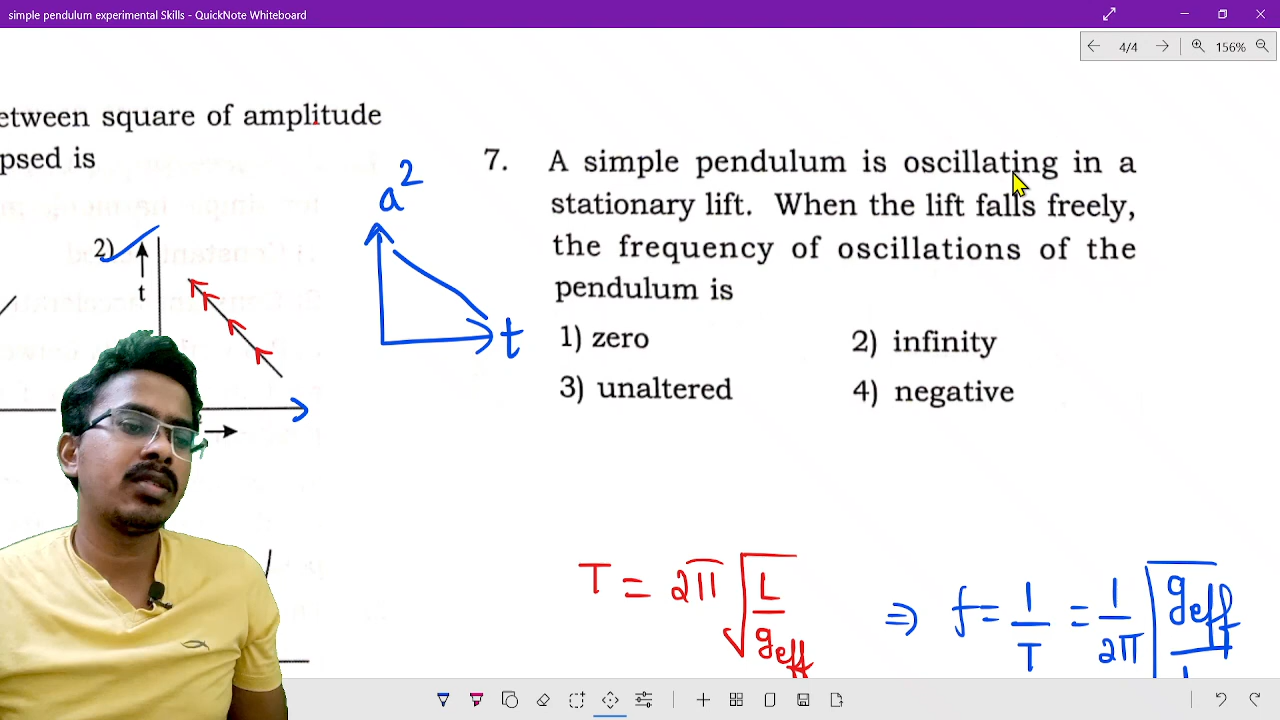 simple pendulum experimental Skills - QuickNote Whiteboard
4/4
156%
etween square of amplitude
psed is
2)
t
a²
t
7. A simple pendulum is oscillating in a
stationary lift. When the lift falls freely,
the frequency of oscillations of the
pendulum is
1) zero 2) infinity
3) unaltered 4) negative
T = 2π √(L/g_eff)
⇒ f = 1/T = 1/2π √(g_eff/